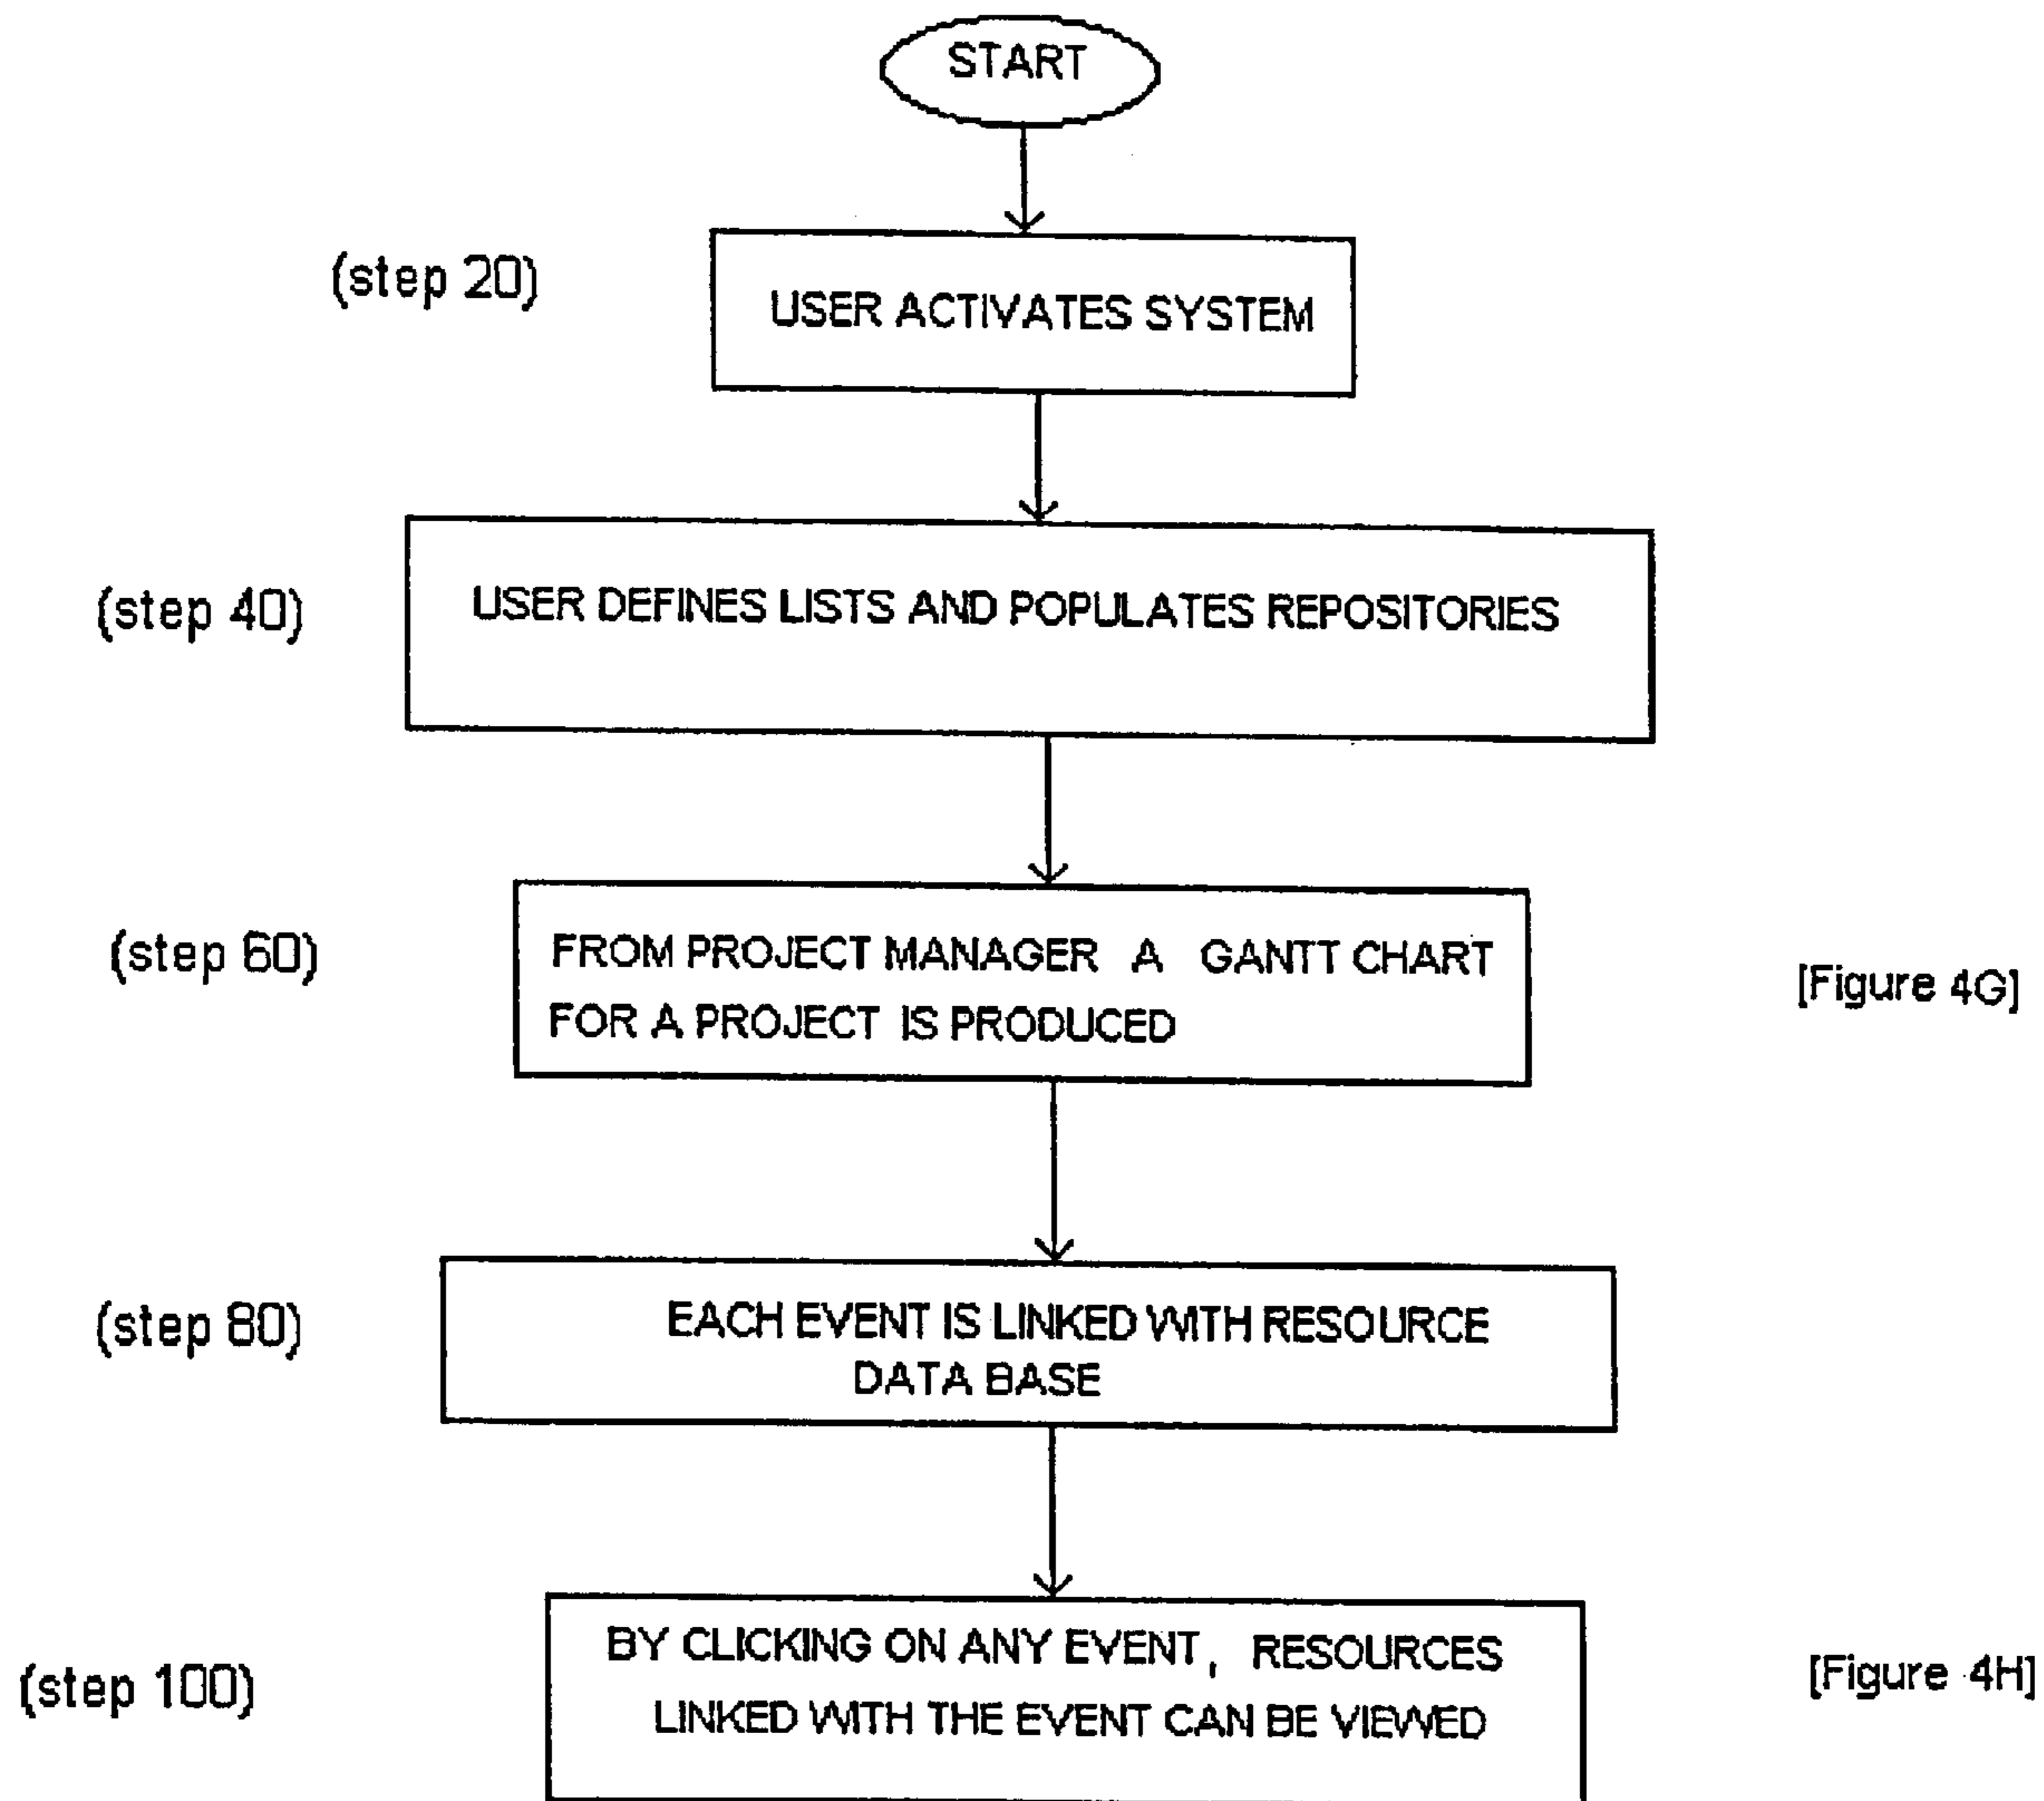 START
(step 20)
USER ACTIVATES SYSTEM
(step 40)
USER DEFINES LISTS AND POPULATES REPOSITORIES
(step 60)
FROM PROJECT MANAGER A GANTT CHART
FOR A PROJECT IS PRODUCED
[Figure 4G]
(step 80)
EACH EVENT IS LINKED WITH RESOURCE
DATA BASE
(step 100)
BY CLICKING ON ANY EVENT, RESOURCES
LINKED WITH THE EVENT CAN BE VIEWED
[Figure 4H]